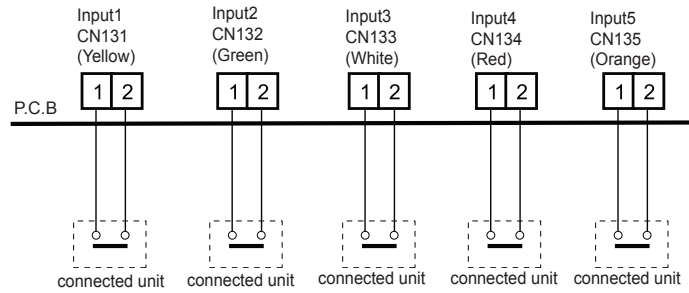 Input1
CN131
(Yellow)
Input2
CN132
(Green)
Input3
CN133
(White)
Input4
CN134
(Red)
Input5
CN135
(Orange)
1 2
1 2
1 2
1 2
1 2
P.C.B
connected unit
connected unit
connected unit
connected unit
connected unit